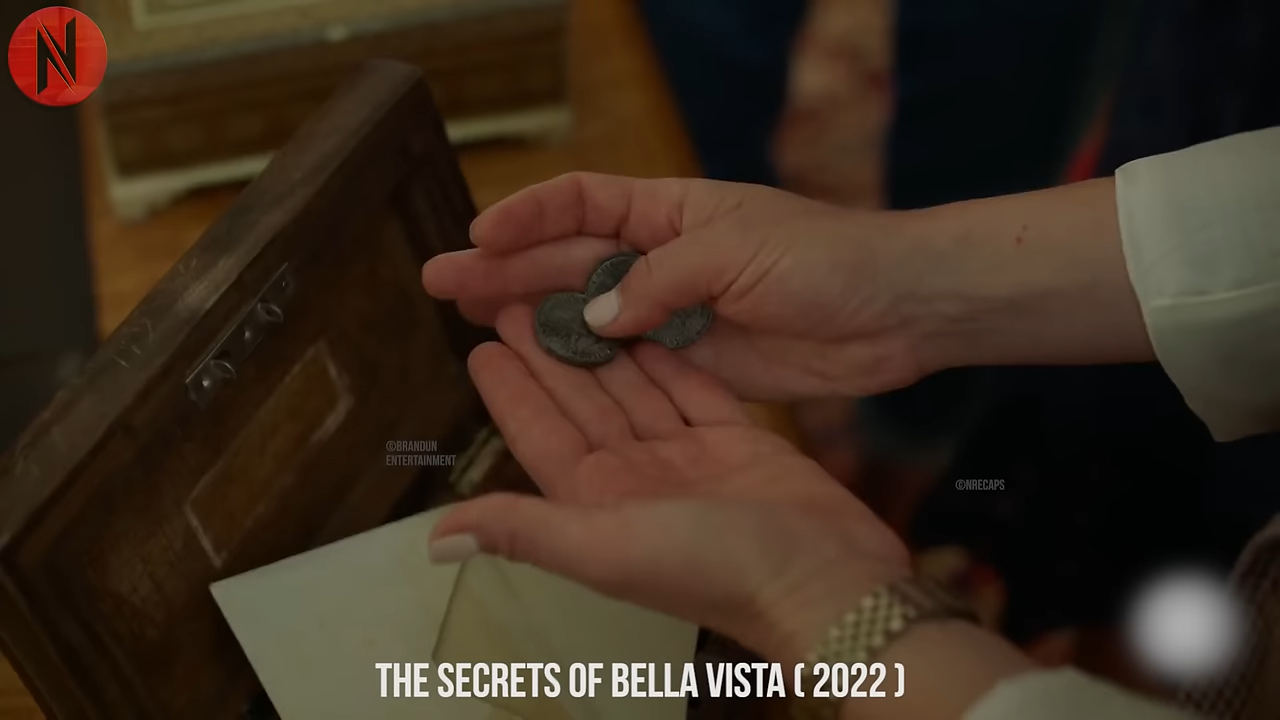 N
©BRANDUN
ENTERTAINMENT
©NRECAPS
THE SECRETS OF BELLA VISTA ( 2022 )